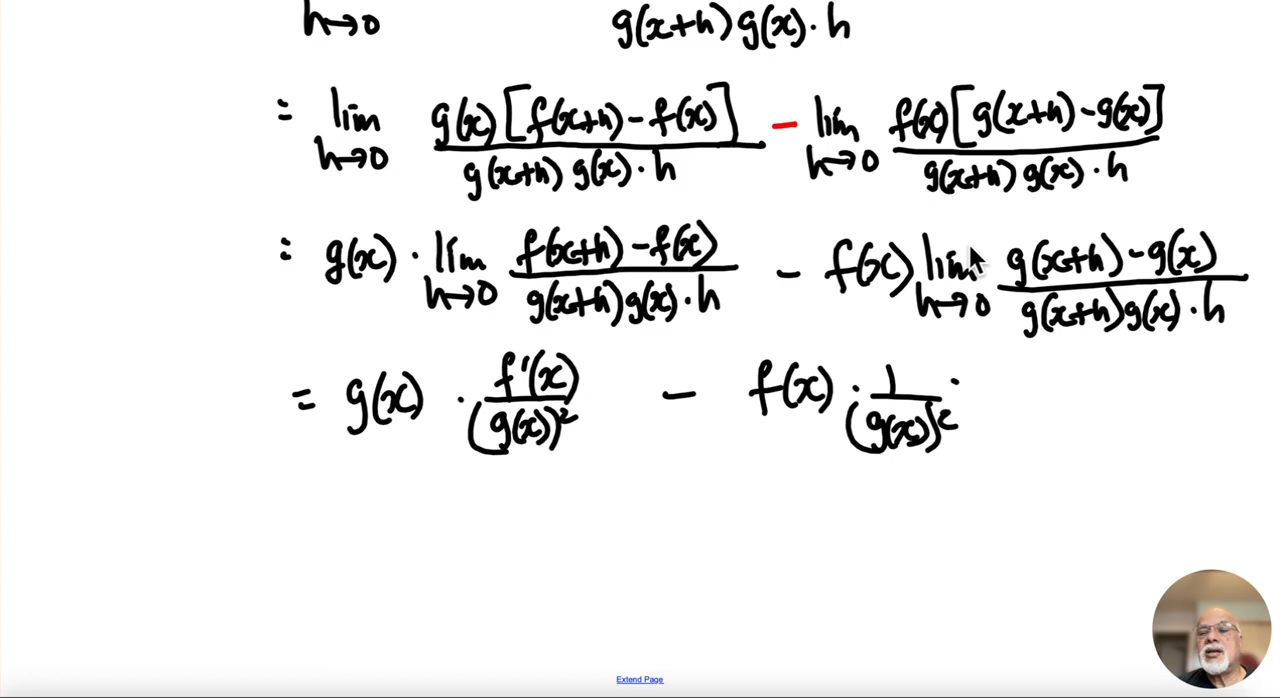 h→0 g(x+h)g(x)·h
= lim h→0 g(x)[f(x+h)-f(x)] / g(x+h)g(x)·h - lim h→0 f(x)[g(x+h)-g(x)] / g(x+h)g(x)·h
= g(x)·lim h→0 f(x+h)-f(x) / g(x+h)g(x)·h - f(x) lim h→0 g(x+h)-g(x) / g(x+h)g(x)·h
= g(x)·f'(x) / (g(x))² - f(x)·1 / (g(x))² ·
Extend Page